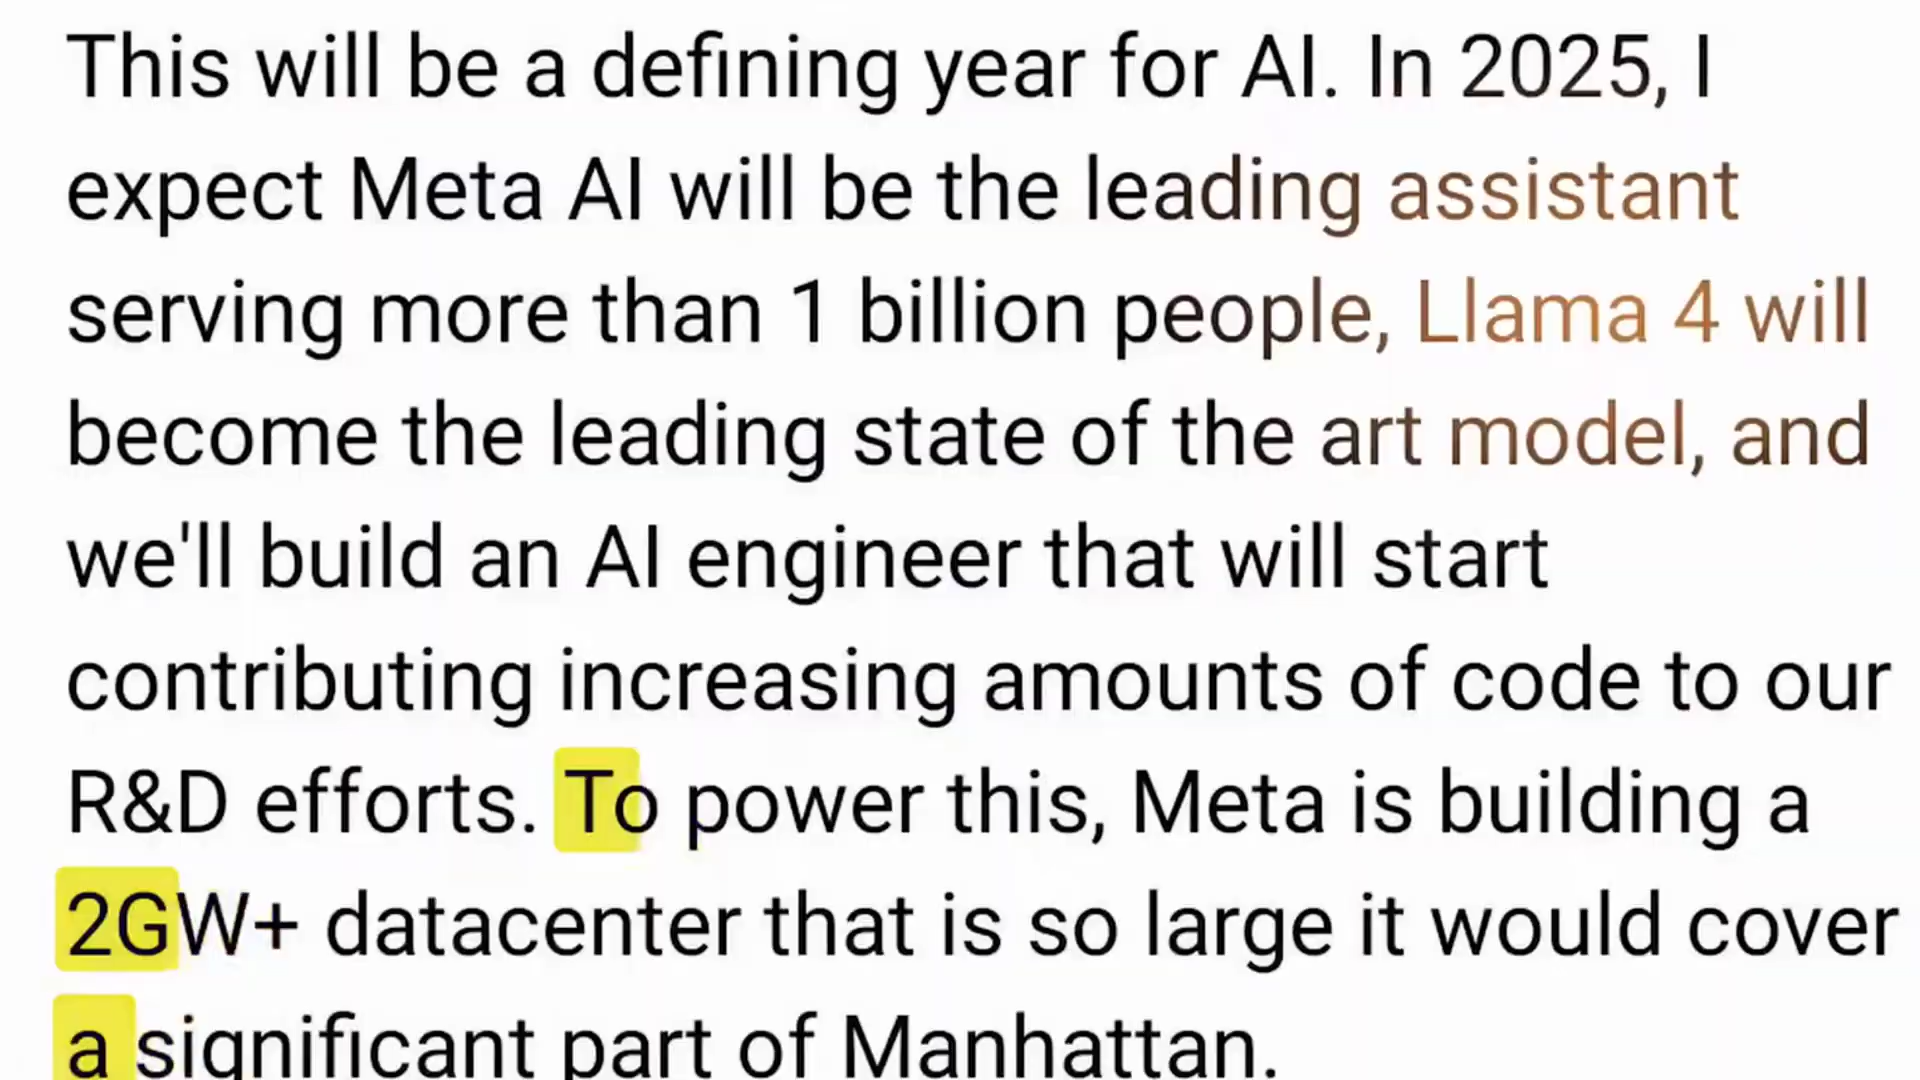 This will be a defining year for AI. In 2025, I
expect Meta AI will be the leading assistant
serving more than 1 billion people, Llama 4 will
become the leading state of the art model, and
we'll build an AI engineer that will start
contributing increasing amounts of code to our
R&D efforts. To power this, Meta is building a
2GW+ datacenter that is so large it would cover
a significant part of Manhattan.